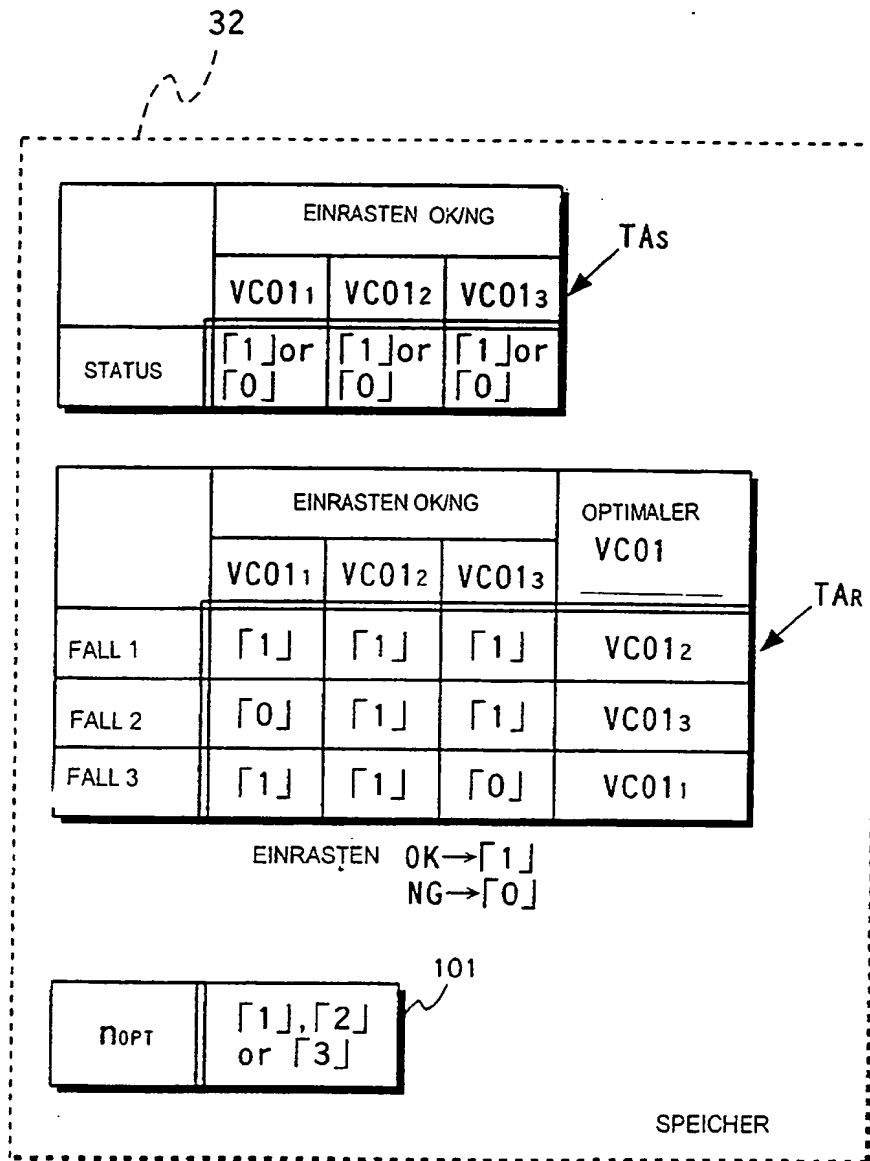 32
EINRASTEN OK/NG
TAS
VCO1₁ VCO1₂ VCO1₃
STATUS 「1」or 「0」 「1」or 「0」 「1」or 「0」
EINRASTEN OK/NG OPTIMALER VCO1
VCO1₁ VCO1₂ VCO1₃
TAR
FALL 1 「1」 「1」 「1」 VCO1₂
FALL 2 「0」 「1」 「1」 VCO1₃
FALL 3 「1」 「1」 「0」 VCO1₁
EINRASTEN OK→「1」
NG→「0」
101
nOPT 「1」,「2」
or 「3」
SPEICHER